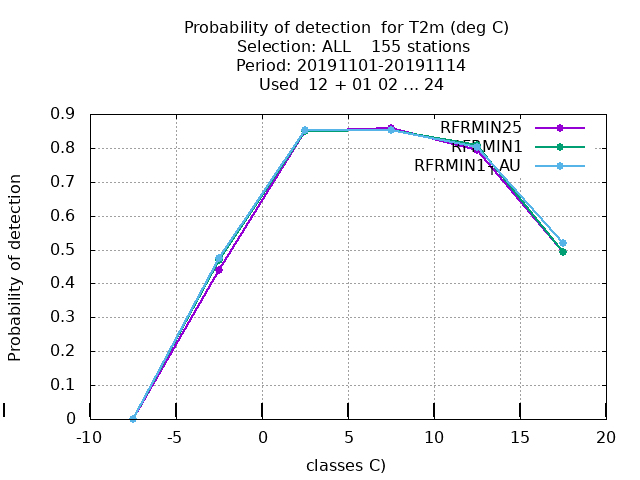 Probability of detection for T2m (deg C)
Selection: ALL 155 stations
Period: 20191101-20191114
Used 12 + 01 02 ... 24
RFRMIN25
RFRMIN1
RFRMIN1+AU
0.9
0.8
0.7
0.6
0.5
0.4
0.3
0.2
0.1
0
Probability of detection
-10 -5 0 5 10 15 20
classes C)